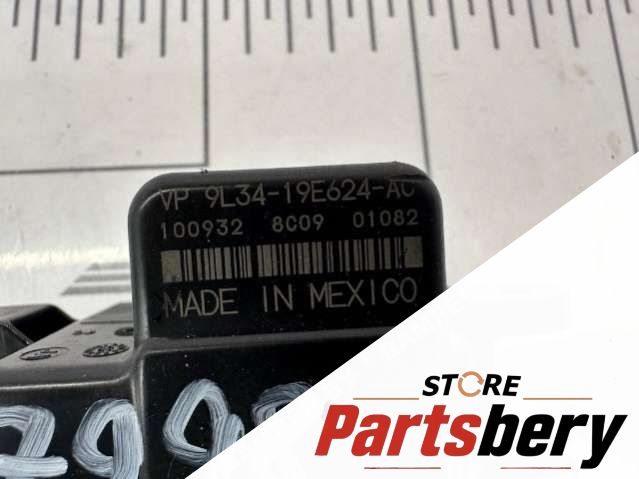 VP 9L34-19E624-AC
100932 8C09 01082
MADE IN MEXICO
STORE
Partsbery